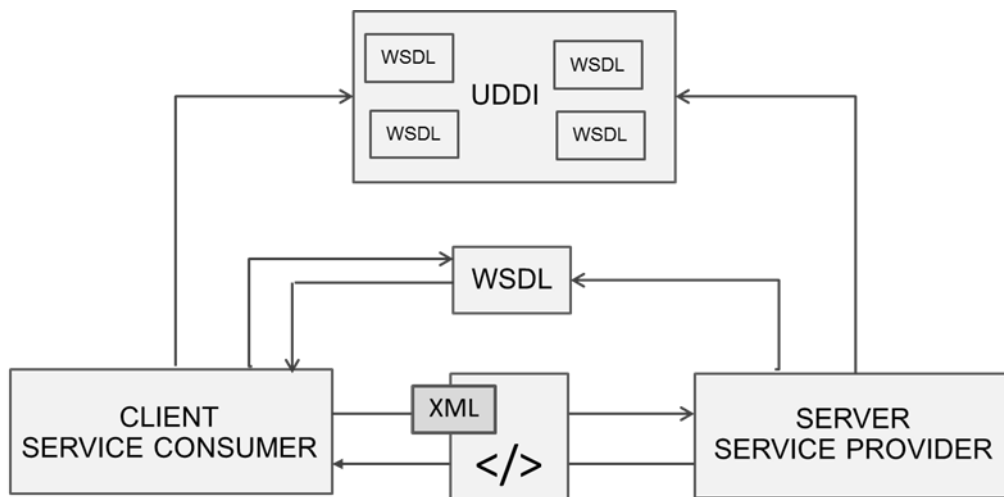 WSDL
WSDL
UDDI
WSDL
WSDL
WSDL
CLIENT
SERVICE CONSUMER
XML
</>
SERVER
SERVICE PROVIDER